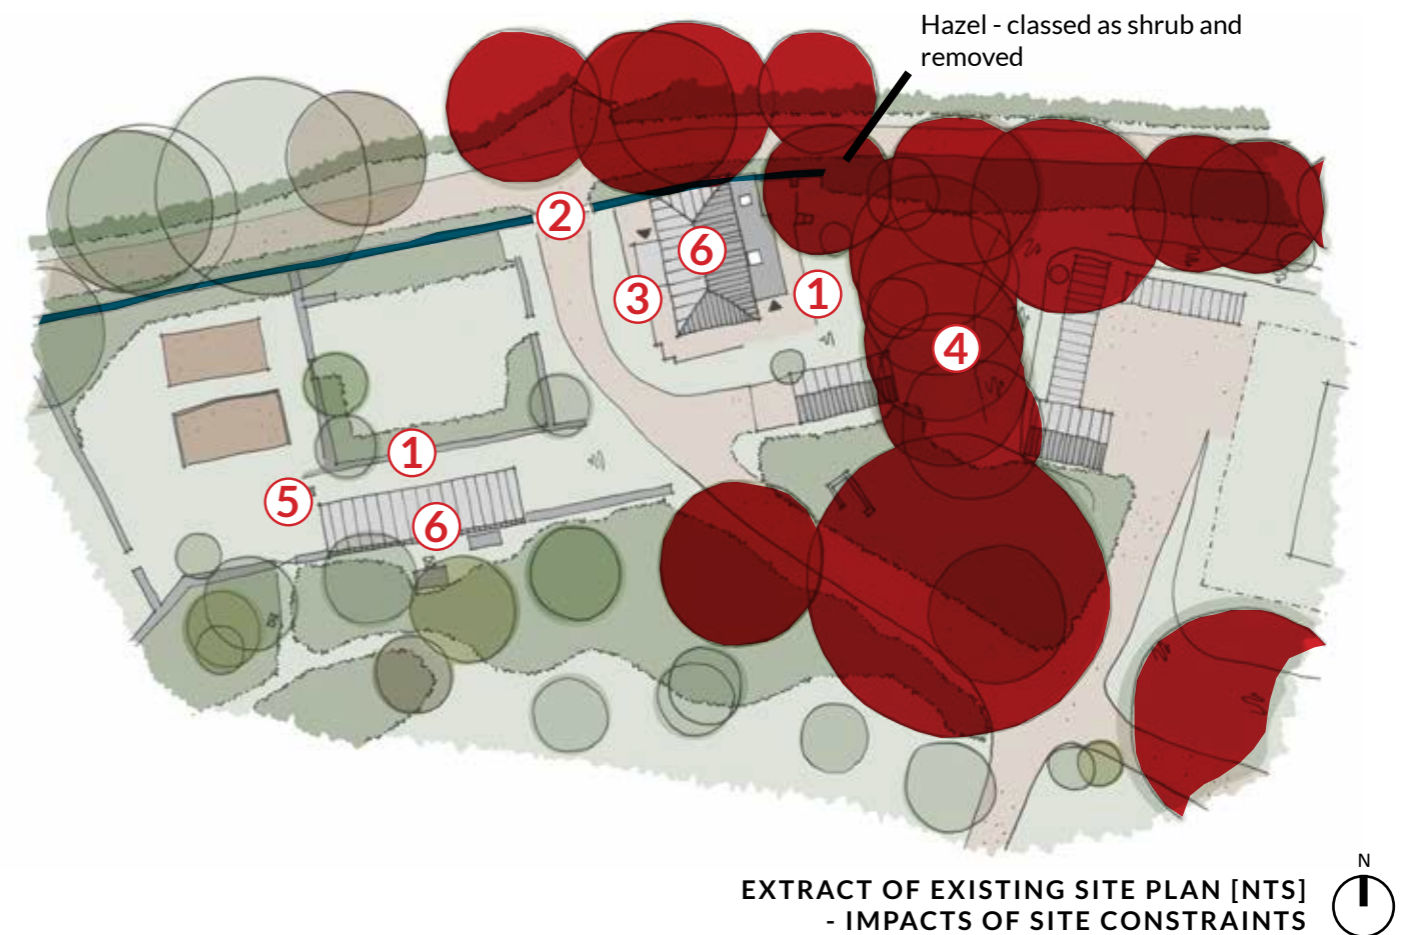 Hazel - classed as shrub and
removed
2
6
3
1
4
1
5
6
N
EXTRACT OF EXISTING SITE PLAN [NTS]
- IMPACTS OF SITE CONSTRAINTS